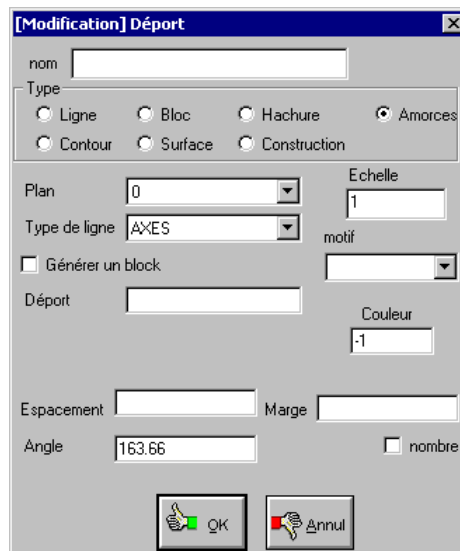 [Modification] Déport
nom
Type
Ligne Bloc Hachure Amorces
Contour Surface Construction
Plan 0 Echelle
1
Type de ligne AXES motif
Générer un block
Déport Couleur
-1
Espacement Marge
Angle 163.66 nombre
OK Annul